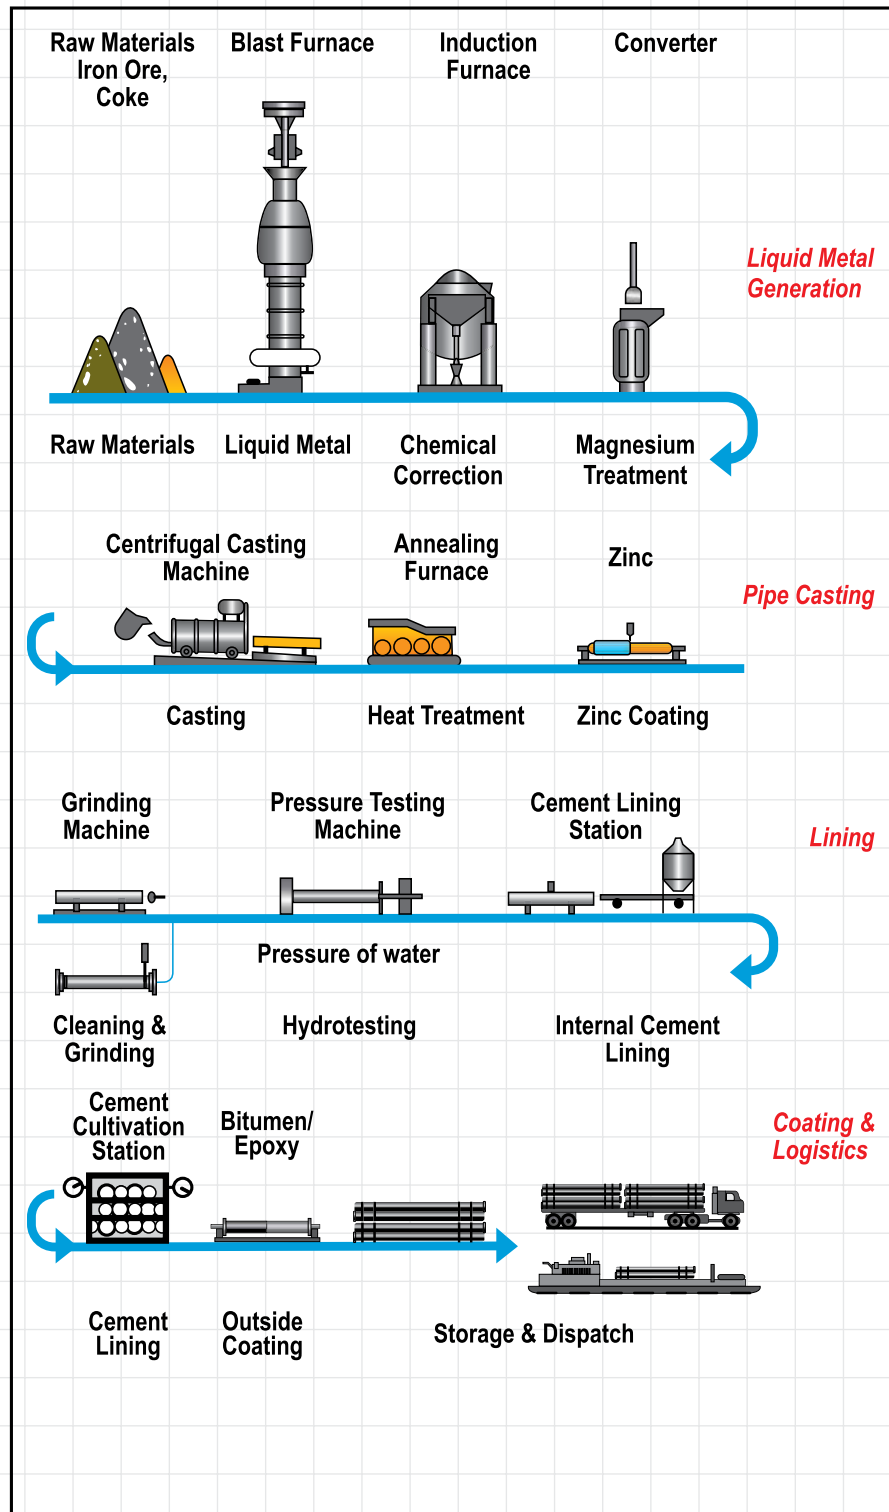 Raw Materials
Iron Ore,
Coke
Blast Furnace
Induction
Furnace
Converter
Liquid Metal
Generation
Raw Materials
Liquid Metal
Chemical
Correction
Magnesium
Treatment
Centrifugal Casting
Machine
Annealing
Furnace
Zinc
Pipe Casting
Casting
Heat Treatment
Zinc Coating
Grinding
Machine
Pressure Testing
Machine
Cement Lining
Station
Lining
Pressure of water
Cleaning &
Grinding
Hydrotesting
Internal Cement
Lining
Cement
Cultivation
Station
Bitumen/
Epoxy
Coating &
Logistics
Cement
Lining
Outside
Coating
Storage & Dispatch